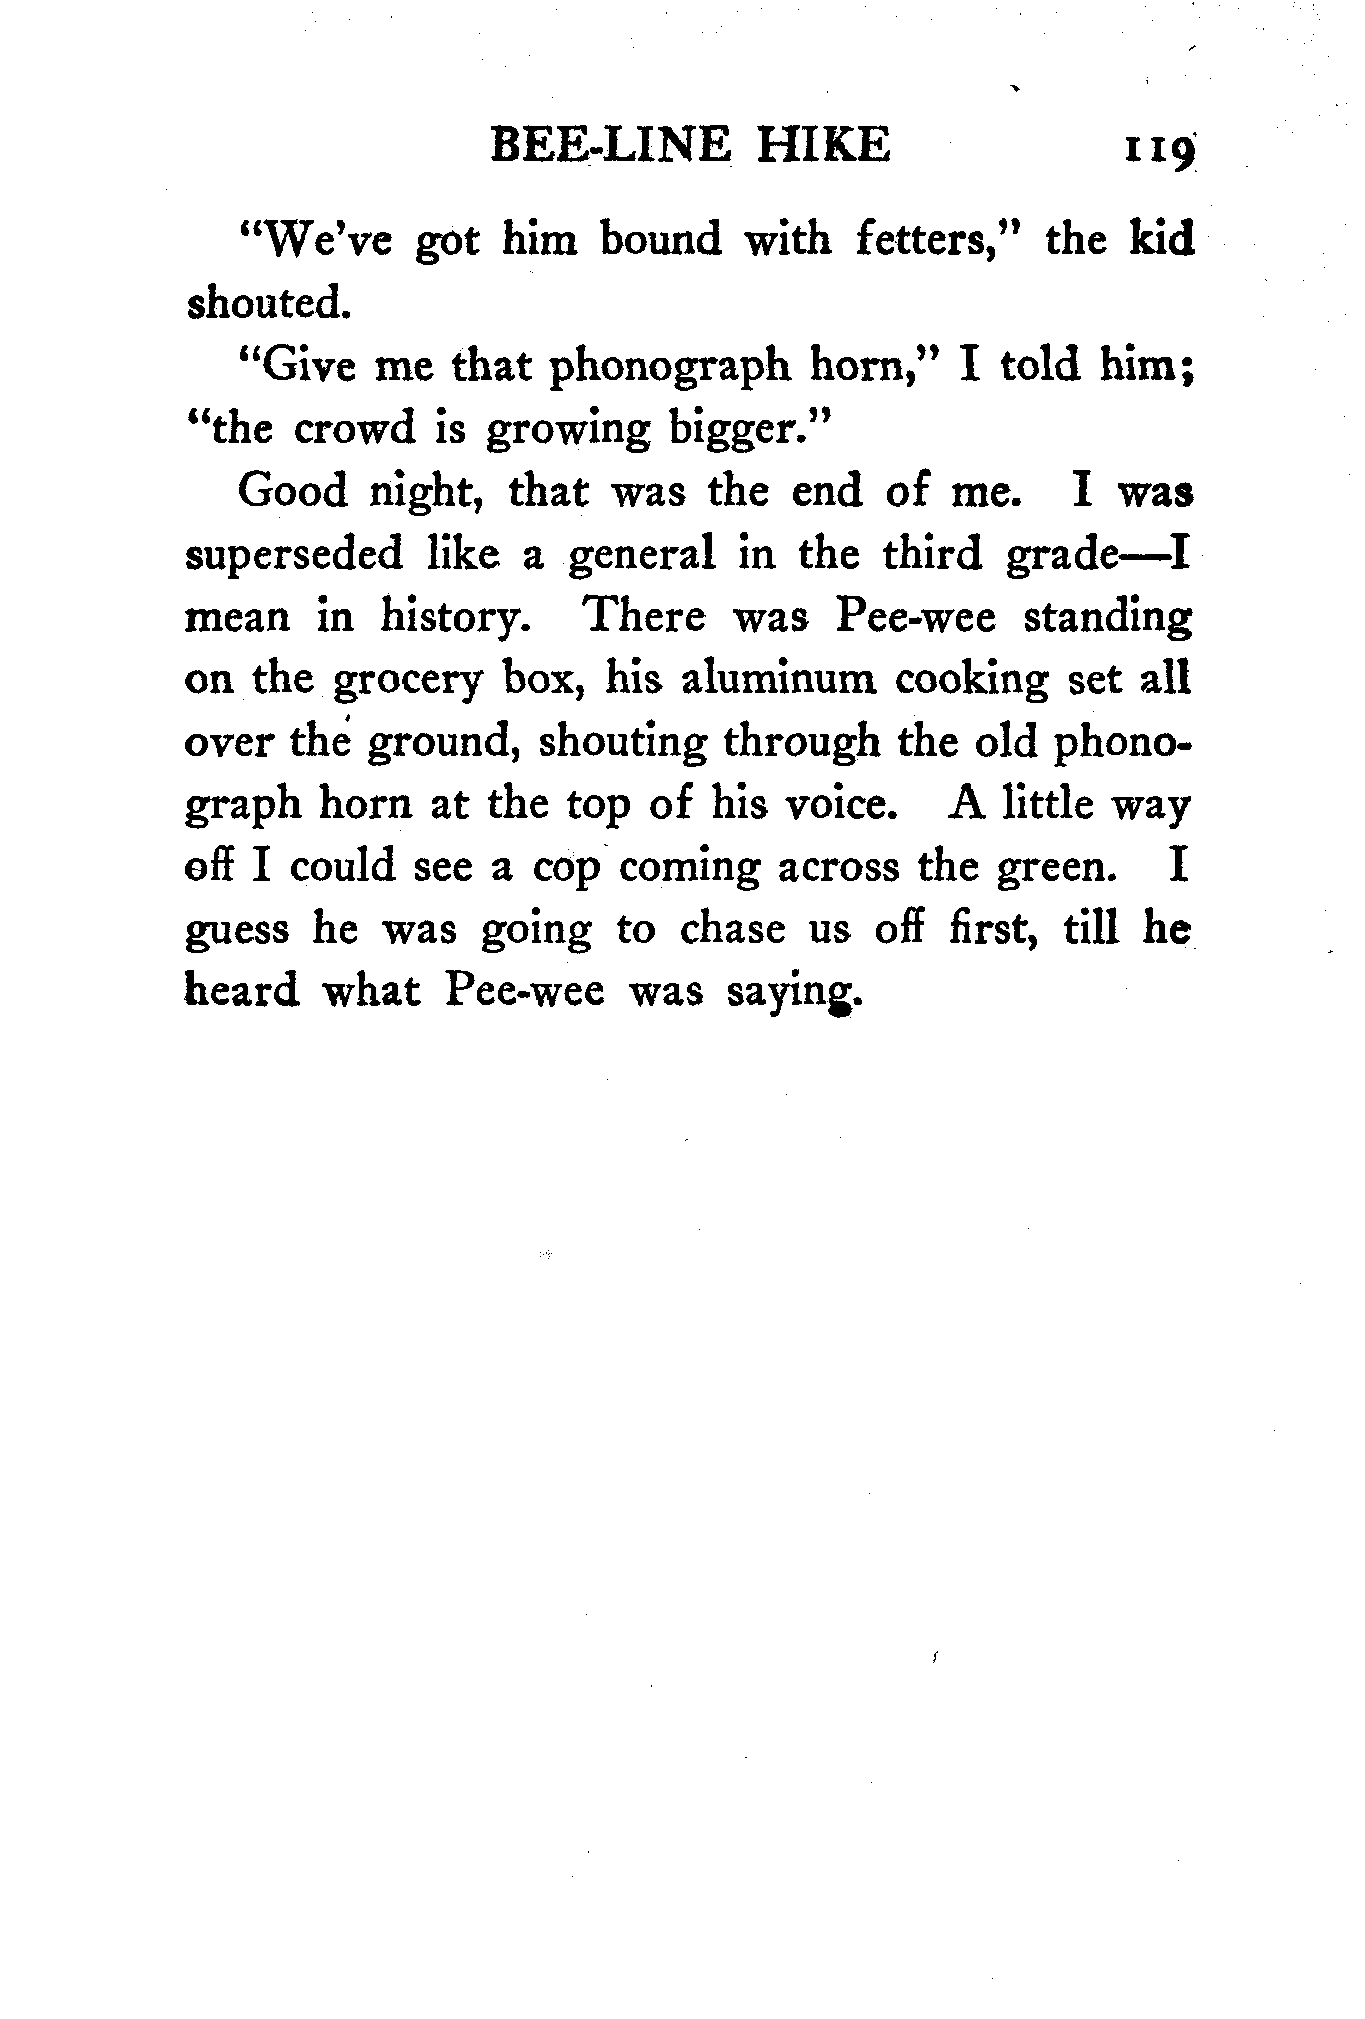 BEE-LINE HIKE 119
"We've got him bound with fetters," the kid
shouted.
"Give me that phonograph horn," I told him;
"the crowd is growing bigger."
Good night, that was the end of me. I was
superseded like a general in the third grade—I
mean in history. There was Pee-wee standing
on the grocery box, his aluminum cooking set all
over the ground, shouting through the old phono-
graph horn at the top of his voice. A little way
off I could see a cop coming across the green. I
guess he was going to chase us off first, till he
heard what Pee-wee was saying.